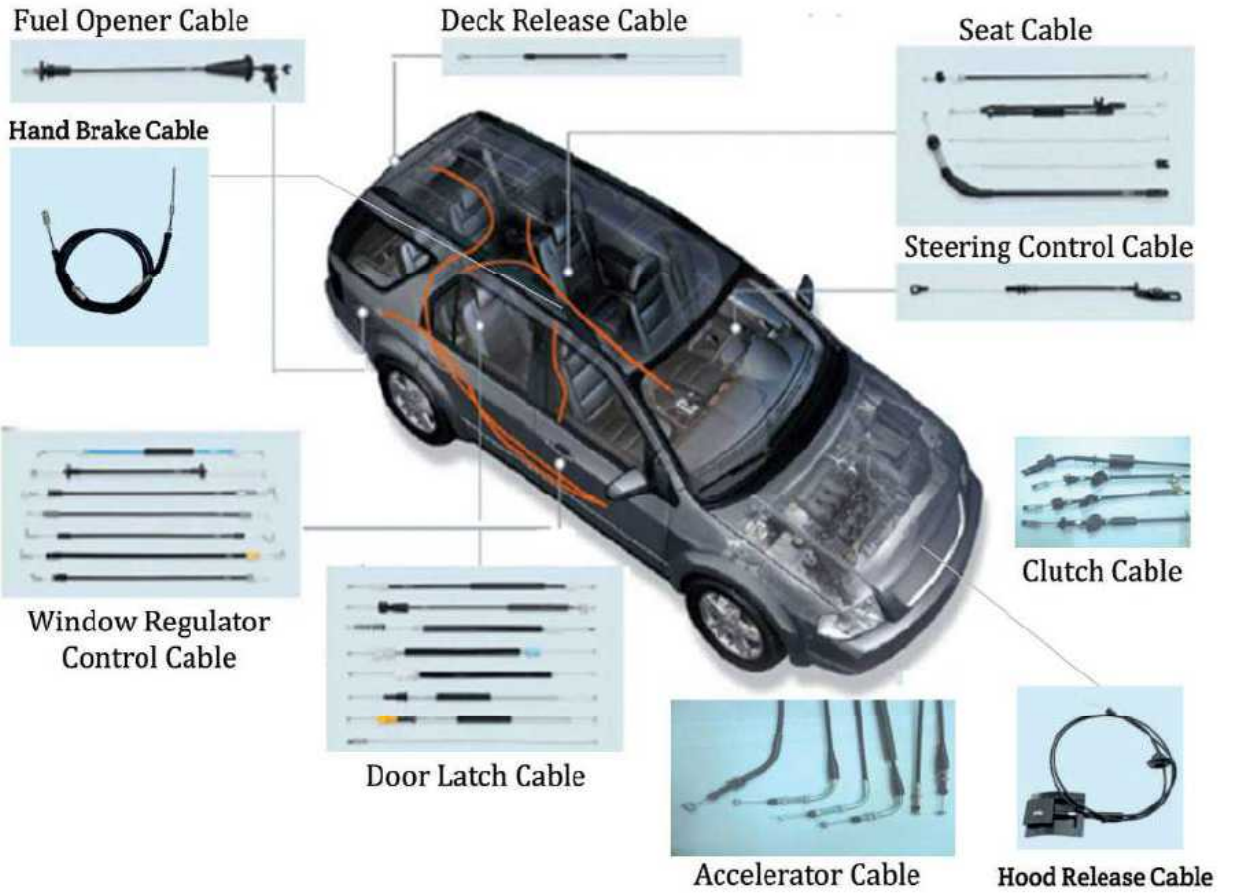 Fuel Opener Cable
Deck Release Cable
Seat Cable
Hand Brake Cable
Steering Control Cable
Clutch Cable
Window Regulator
Control Cable
Door Latch Cable
Accelerator Cable
Hood Release Cable